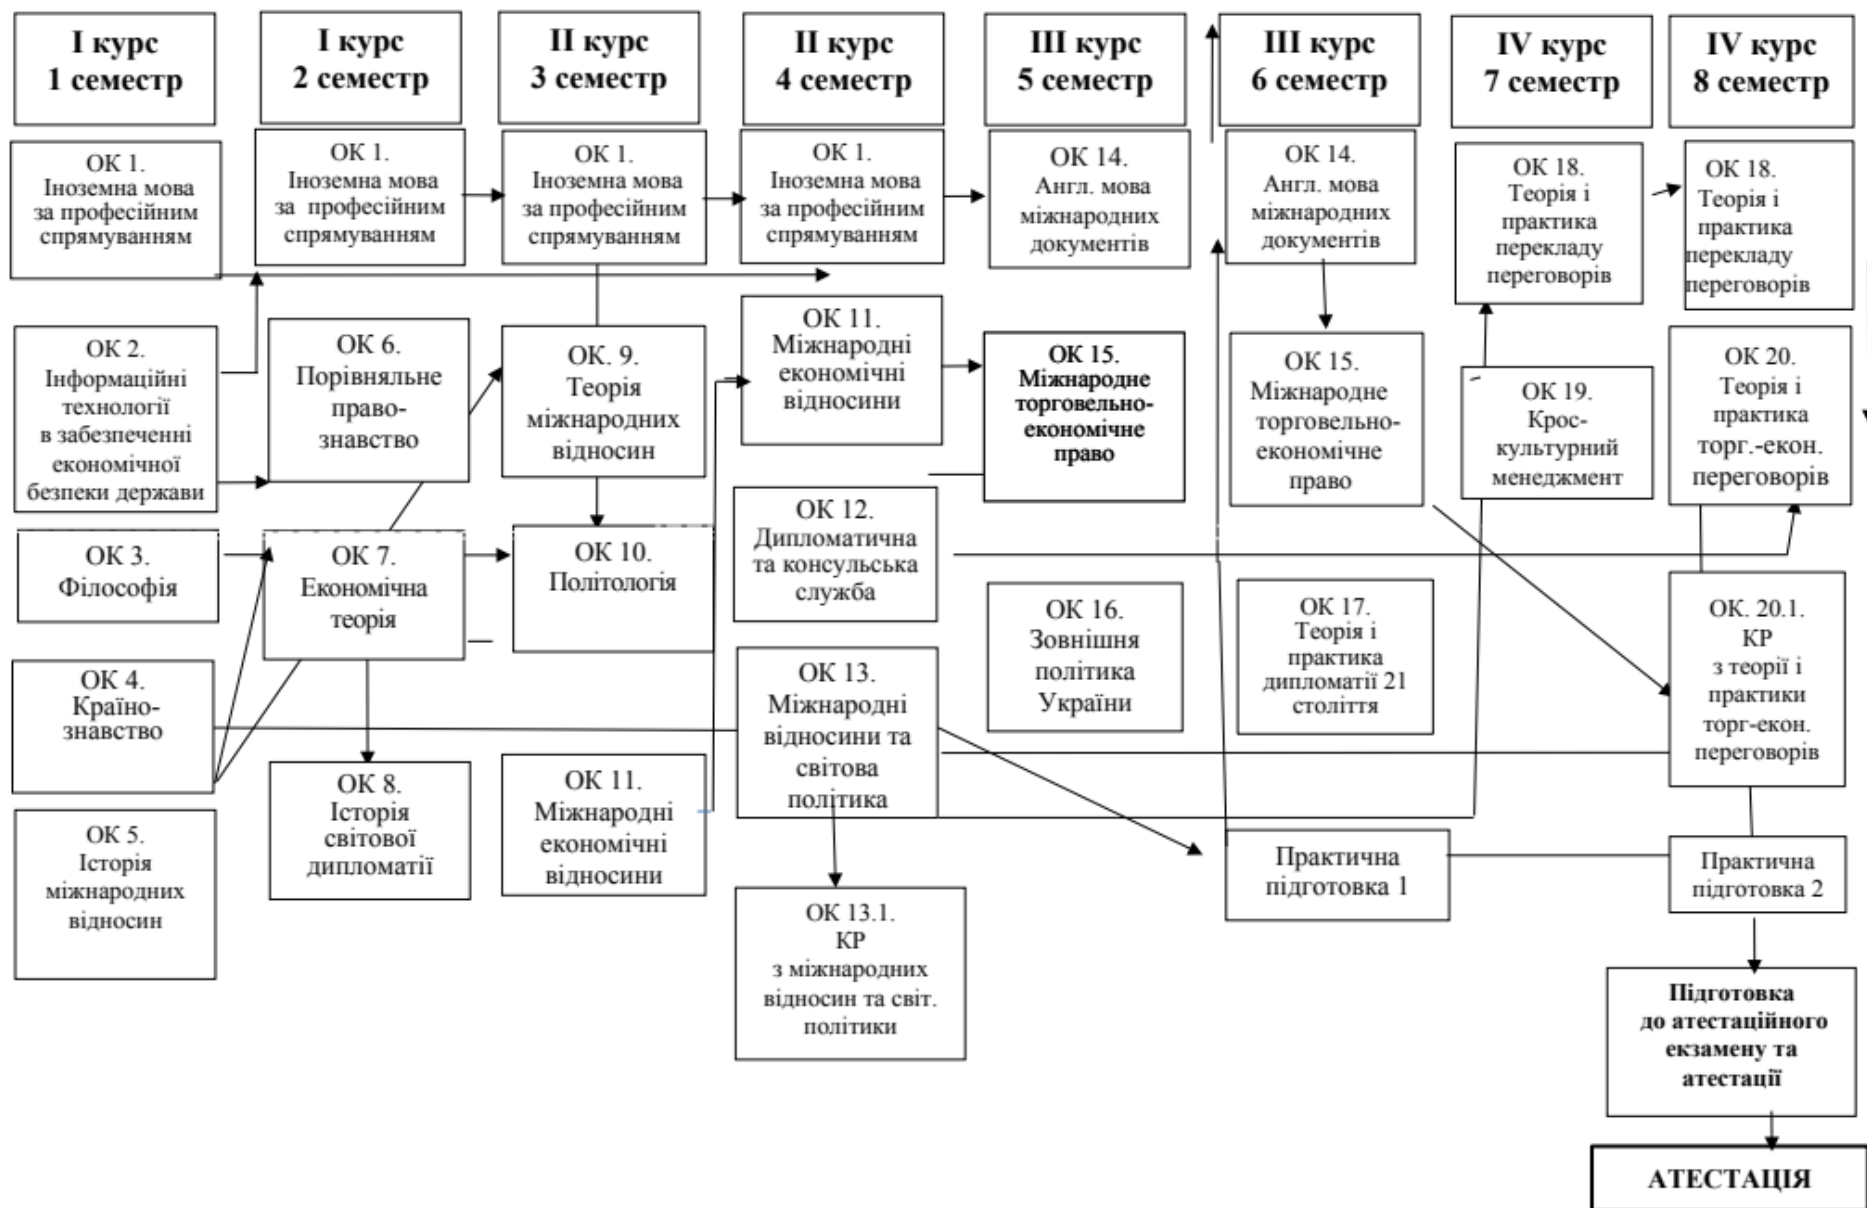 І курс
1 семестр
І курс
2 семестр
ІІ курс
3 семестр
ІІ курс
4 семестр
ІІІ курс
5 семестр
ІІІ курс
6 семестр
IV курс
7 семестр
IV курс
8 семестр
ОК 1.
Іноземна мова
за професійним
спрямуванням
ОК 2.
Інформаційні
технології
в забезпеченні
економічної
безпеки держави
ОК 3.
Філософія
ОК 4.
Країно-
знавство
ОК 5.
Історія
міжнародних
відносин
ОК 1.
Іноземна мова
за професійним
спрямуванням
ОК 6.
Порівняльне
право-
знавство
ОК 7.
Економічна
теорія
ОК 8.
Історія
світової
дипломатії
ОК 1.
Іноземна мова
за професійним
спрямуванням
ОК. 9.
Теорія
міжнародних
відносин
ОК 10.
Політологія
ОК 11.
Міжнародні
економічні
відносини
ОК 1.
Іноземна мова
за професійним
спрямуванням
ОК 11.
Міжнародні
економічні
відносини
ОК 12.
Дипломатична
та консульська
служба
ОК 13.
Міжнародні
відносини та
світова
політика
ОК 13.1.
КР
з міжнародних
відносин та світ.
політики
ОК 14.
Англ. мова
міжнародних
документів
ОК 15.
Міжнародне
торговельно-
економічне
право
ОК 16.
Зовнішня
політика
України
ОК 14.
Англ. мова
міжнародних
документів
ОК 15.
Міжнародне
торговельно-
економічне
право
ОК 17.
Теорія і
практика
дипломатії 21
століття
Практична
підготовка 1
ОК 18.
Теорія і
практика
перекладу
переговорів
ОК 19.
Крос-
культурний
менеджмент
ОК 18.
Теорія і
практика
перекладу
переговорів
ОК 20.
Теорія і
практика
торг.-екон.
переговорів
ОК. 20.1.
КР
з теорії і
практики
торг-екон.
переговорів
Практична
підготовка 2
Підготовка
до атестаційного
екзамену та
атестації
АТЕСТАЦІЯ